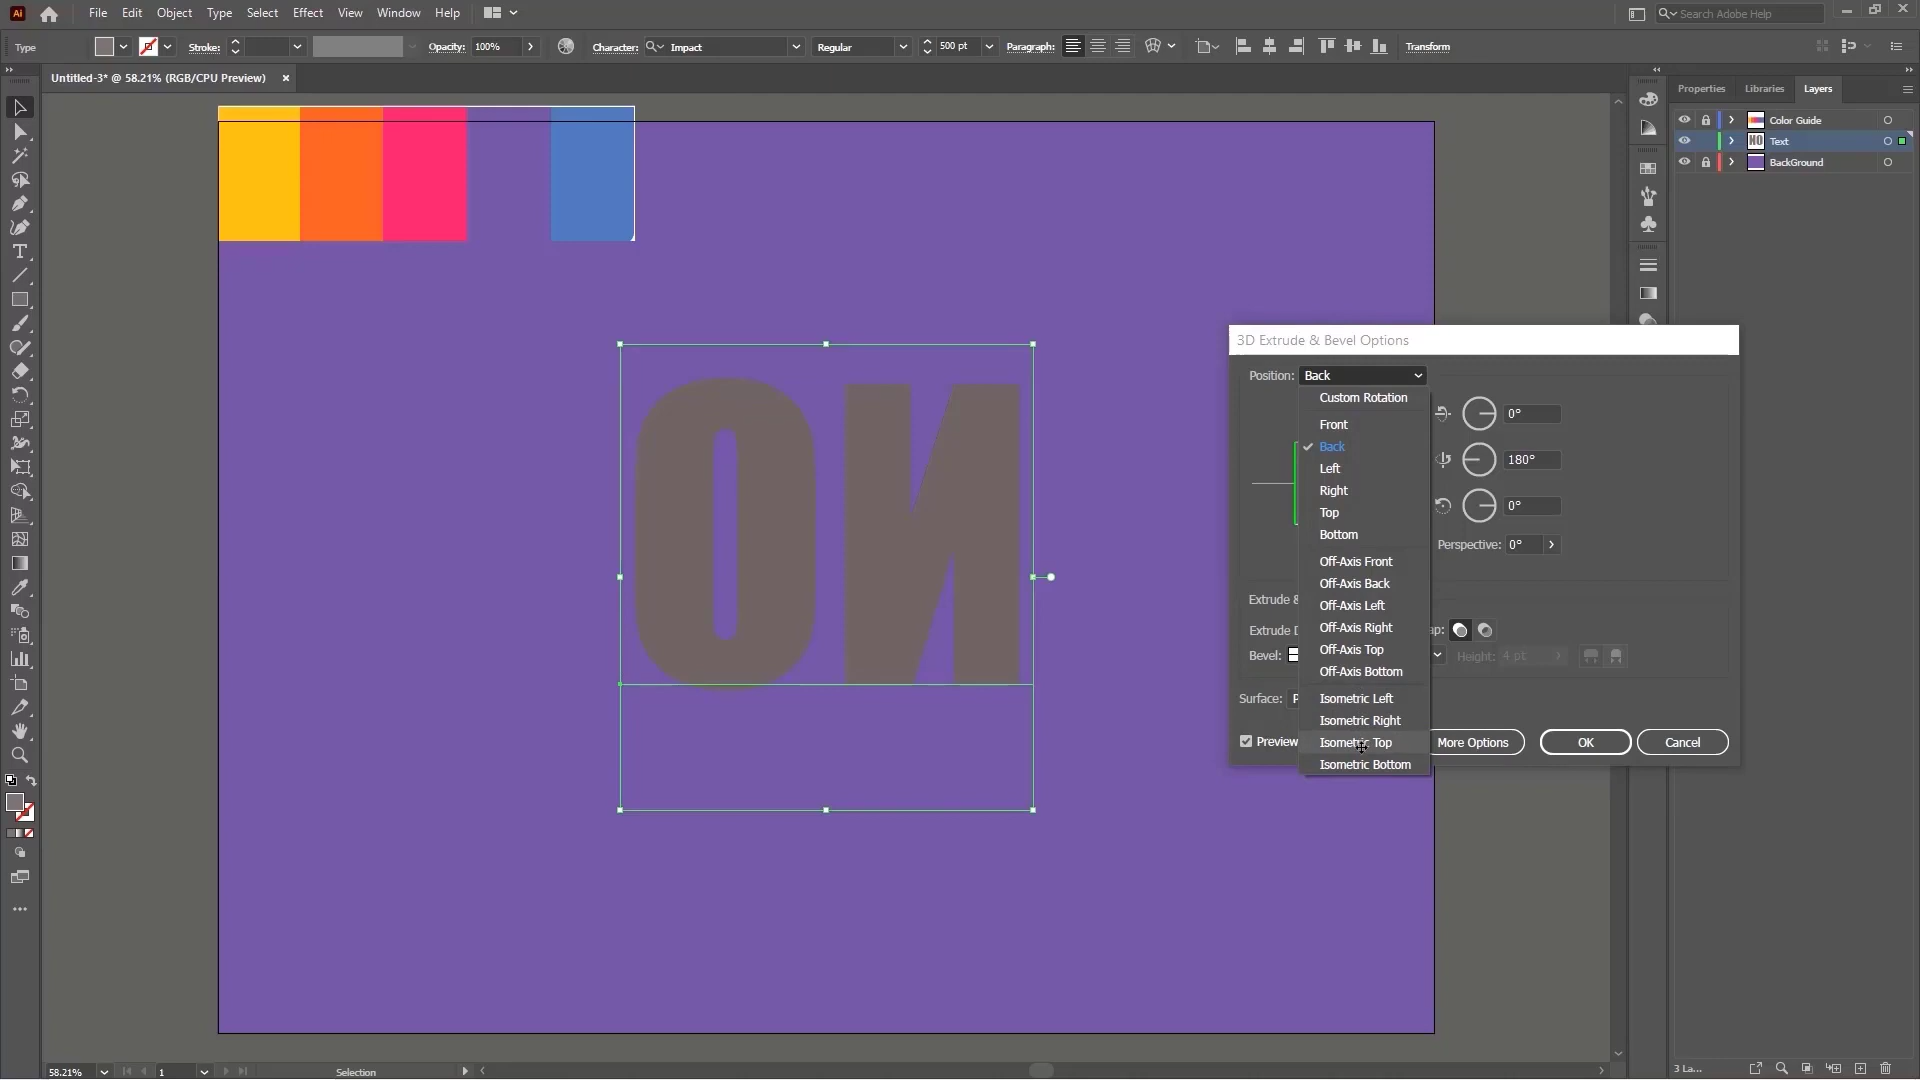 Ai File Edit Object Type Select Effect View Window Help Search Adobe Help
Type Stroke: Opacity: 100% Character: Impact Regular 500 pt Paragraph: Transform
Untitled-3* @ 58.21% (RGB/CPU Preview) ×
Properties Libraries Layers
Color Guide
Text
BackGround
NO
3D Extrude & Bevel Options
Position: Back
Custom Rotation
Front
Back
Left
Right
Top
Bottom
Off-Axis Front
Off-Axis Back
Off-Axis Left
Off-Axis Right
Off-Axis Top
Off-Axis Bottom
Isometric Left
Isometric Right
Isometric Top
Isometric Bottom
0°
180°
0°
Perspective: 0°
Extrude &
Extrude D
ap:
Bevel: Height: 4 pt
Surface: P
Preview More Options OK Cancel
58.21% 1 Selection 3 La...